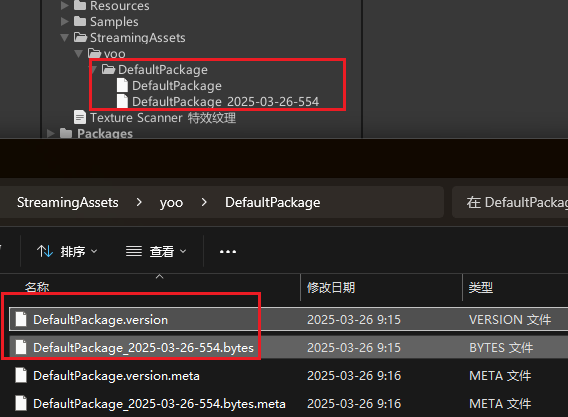 Resources
Samples
StreamingAssets
yoo
DefaultPackage
DefaultPackage
DefaultPackage_2025-03-26-554
Texture Scanner 特效纹理
Packages
StreamingAssets > yoo > DefaultPackage
在 DefaultPacka
排序 查看 ...
名称 修改日期 类型
DefaultPackage.version 2025-03-26 9:15 VERSION 文件
DefaultPackage_2025-03-26-554.bytes 2025-03-26 9:15 BYTES 文件
DefaultPackage.version.meta 2025-03-26 9:16 META 文件
DefaultPackage_2025-03-26-554.bytes.meta 2025-03-26 9:16 META 文件